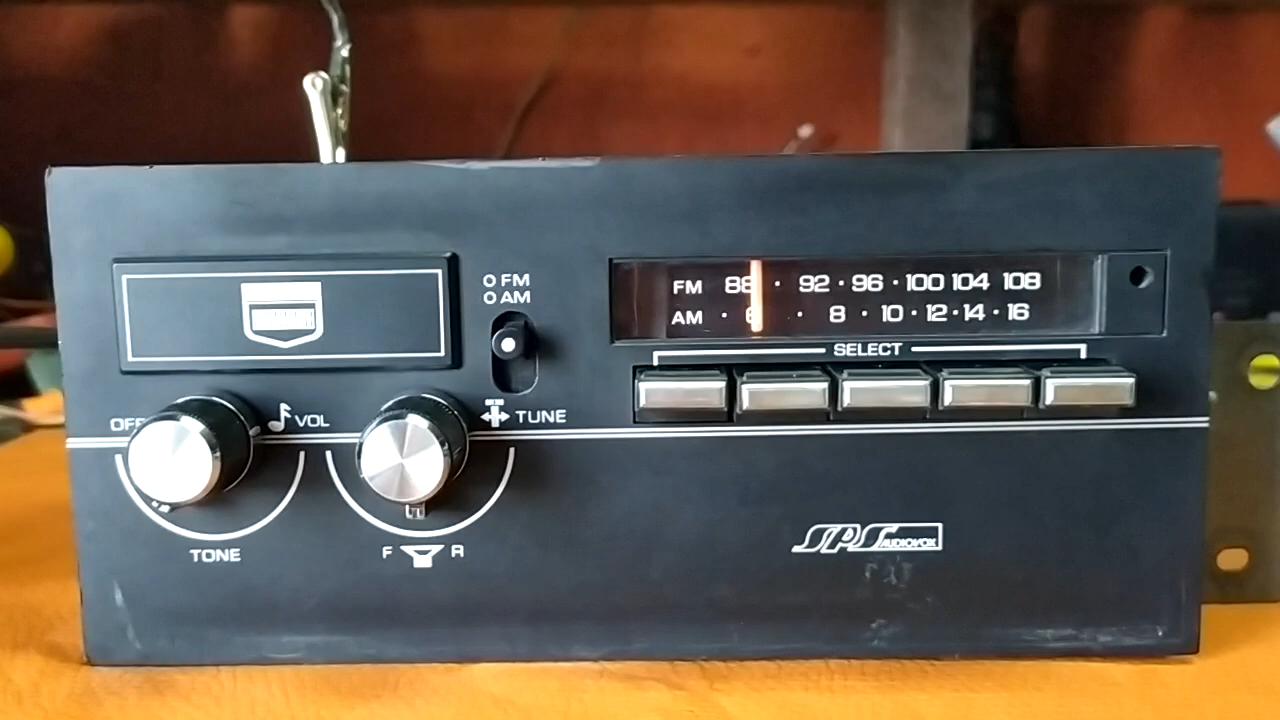 FM
AM
FM 88 · 92 · 96 · 100 104 108
AM · 6 · 8 · 10 · 12 · 14 · 16
SELECT
OFF VOL TUNE
TONE
F R
SPS AUDIOVOX